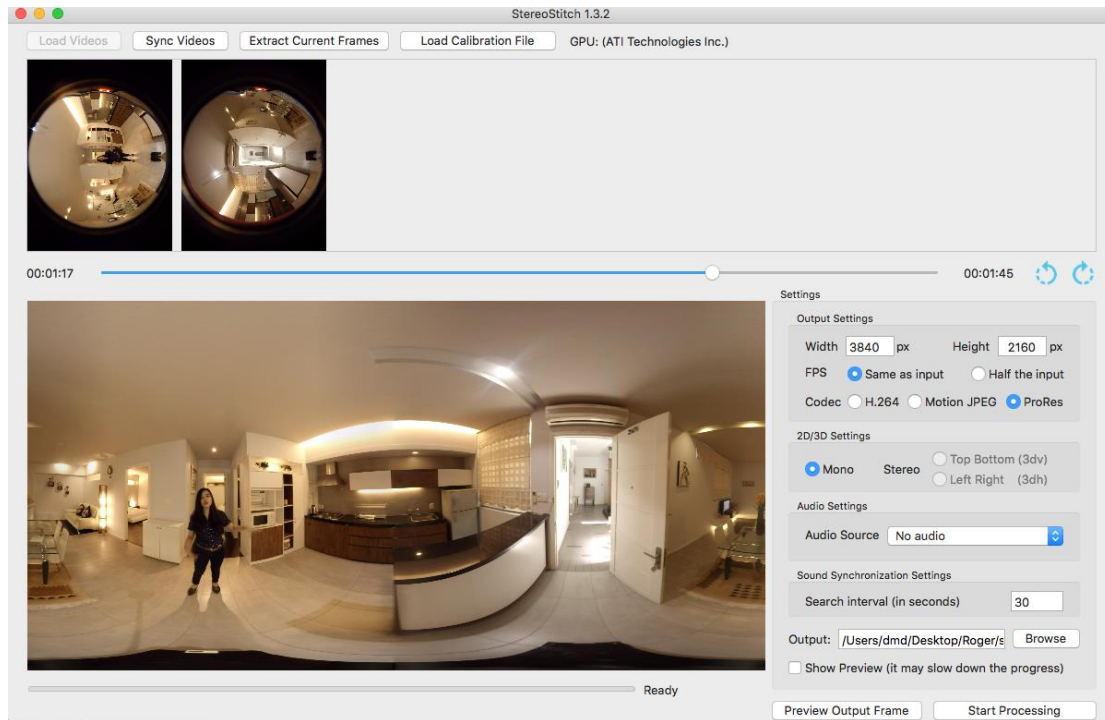 StereoStitch 1.3.2
Load Videos Sync Videos Extract Current Frames Load Calibration File GPU: (ATI Technologies Inc.)
00:01:17 00:01:45
Settings
Output Settings
Width 3840 px Height 2160 px
FPS Same as input Half the input
Codec H.264 Motion JPEG ProRes
2D/3D Settings
Mono Stereo Top Bottom (3dv)
Left Right (3dh)
Audio Settings
Audio Source No audio
Sound Synchronization Settings
Search interval (in seconds) 30
Output: /Users/dmd/Desktop/Roger/s Browse
Show Preview (it may slow down the progress)
Ready
Preview Output Frame Start Processing